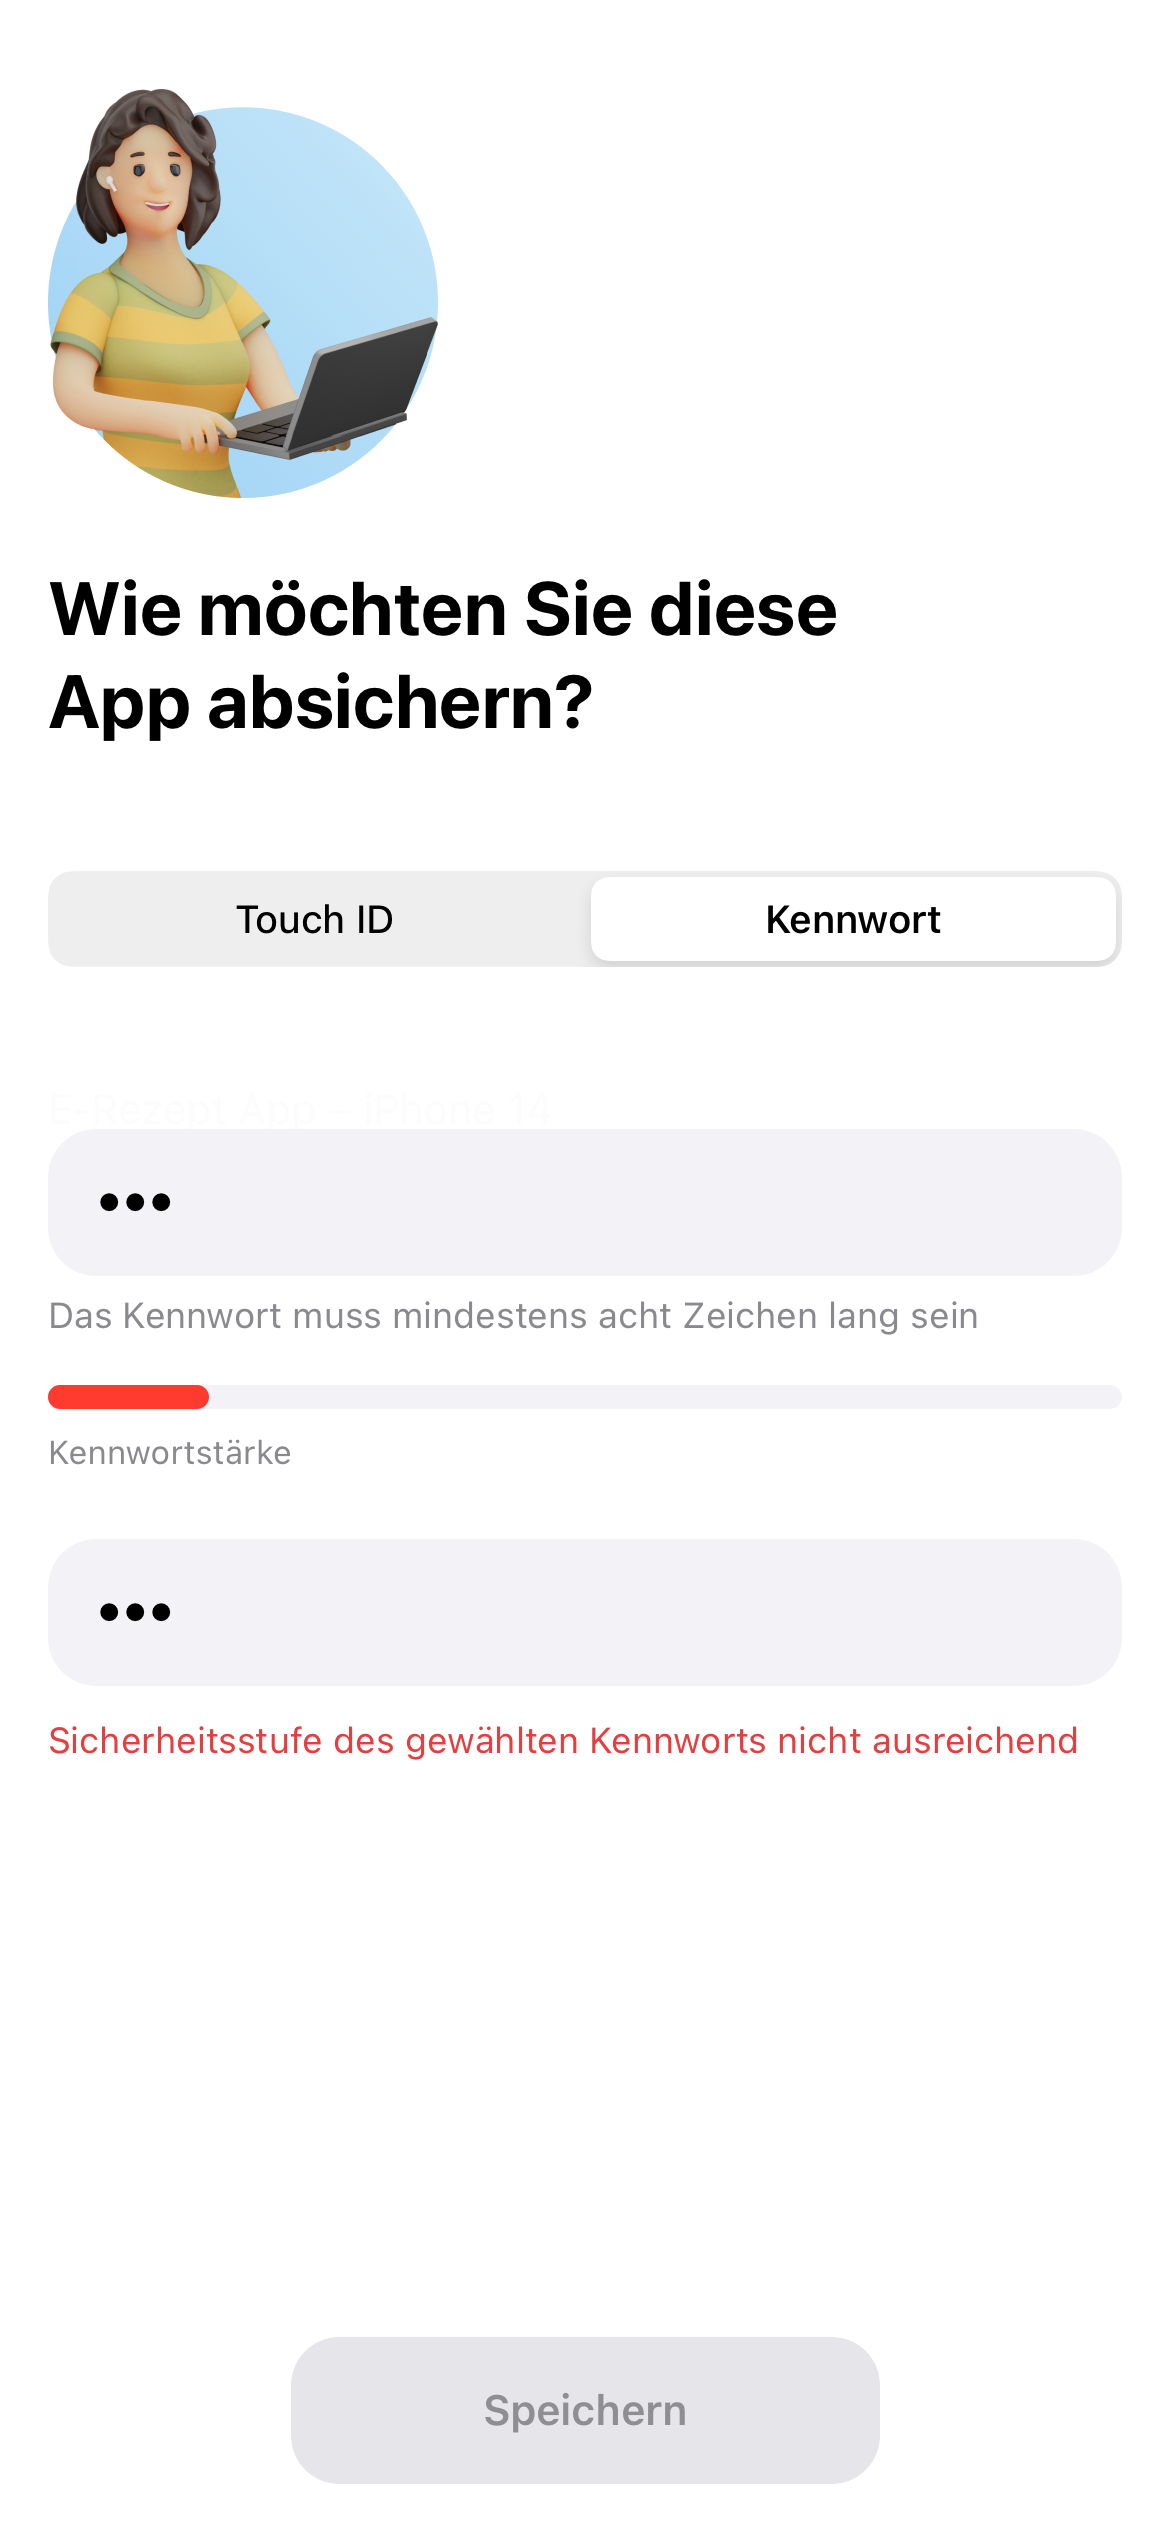 Wie möchten Sie diese
App absichern?
Touch ID
Kennwort
E-Rezept App – iPhone 14
•••
Das Kennwort muss mindestens acht Zeichen lang sein
Kennwortstärke
•••
Sicherheitsstufe des gewählten Kennworts nicht ausreichend
Speichern